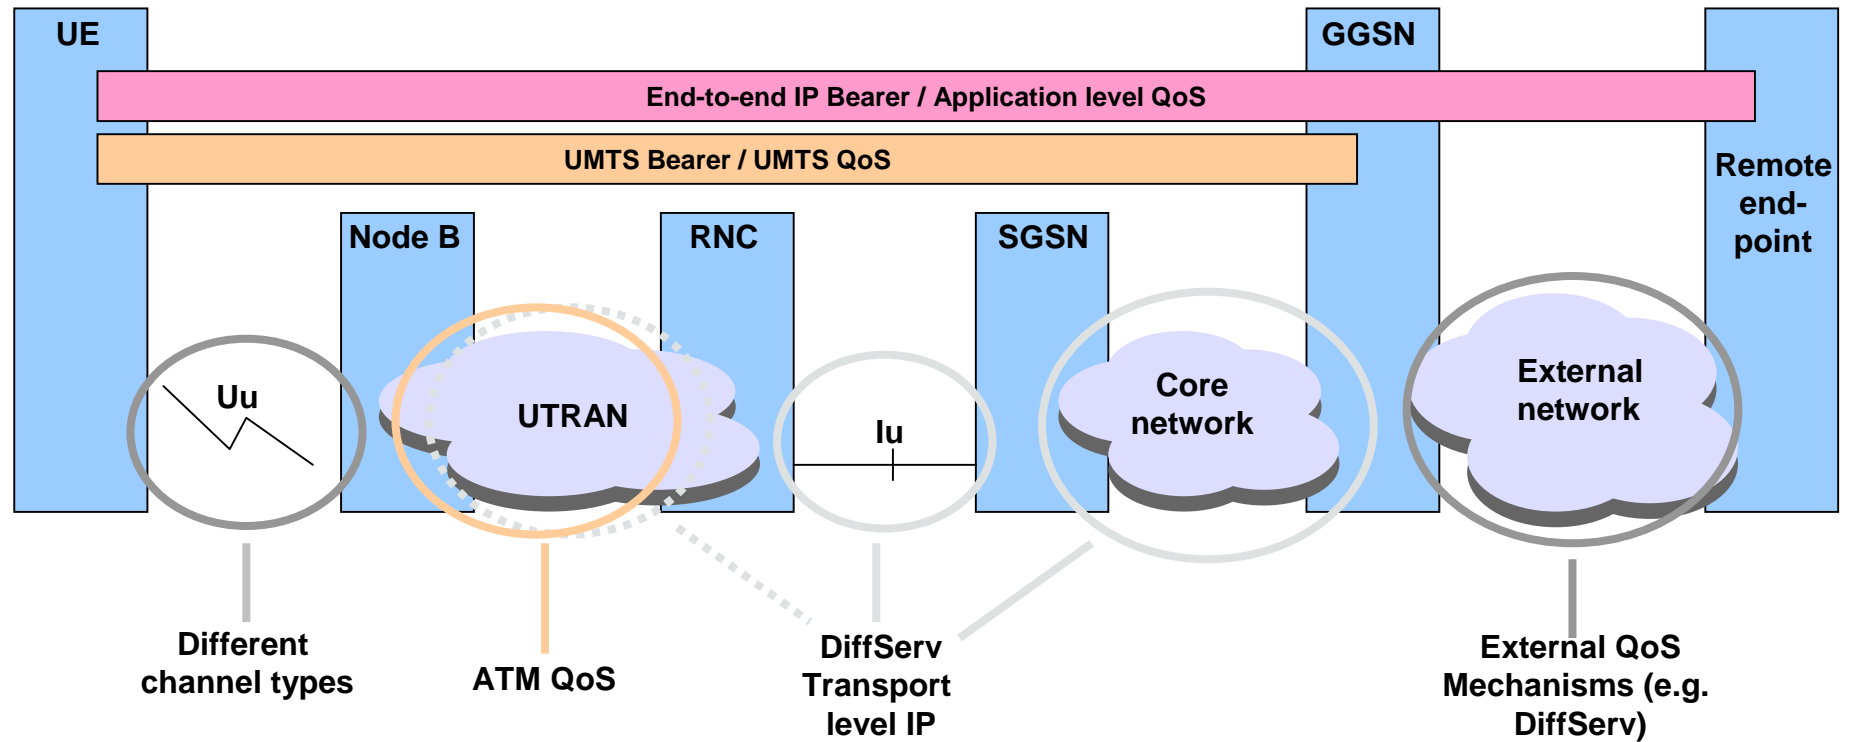 UE
GGSN
End-to-end IP Bearer / Application level QoS
UMTS Bearer / UMTS QoS
Remote
end-
point
Node B
RNC
SGSN
Uu
UTRAN
Iu
Core
network
External
network
Different
channel types
ATM QoS
DiffServ
Transport
level IP
External QoS
Mechanisms (e.g.
DiffServ)